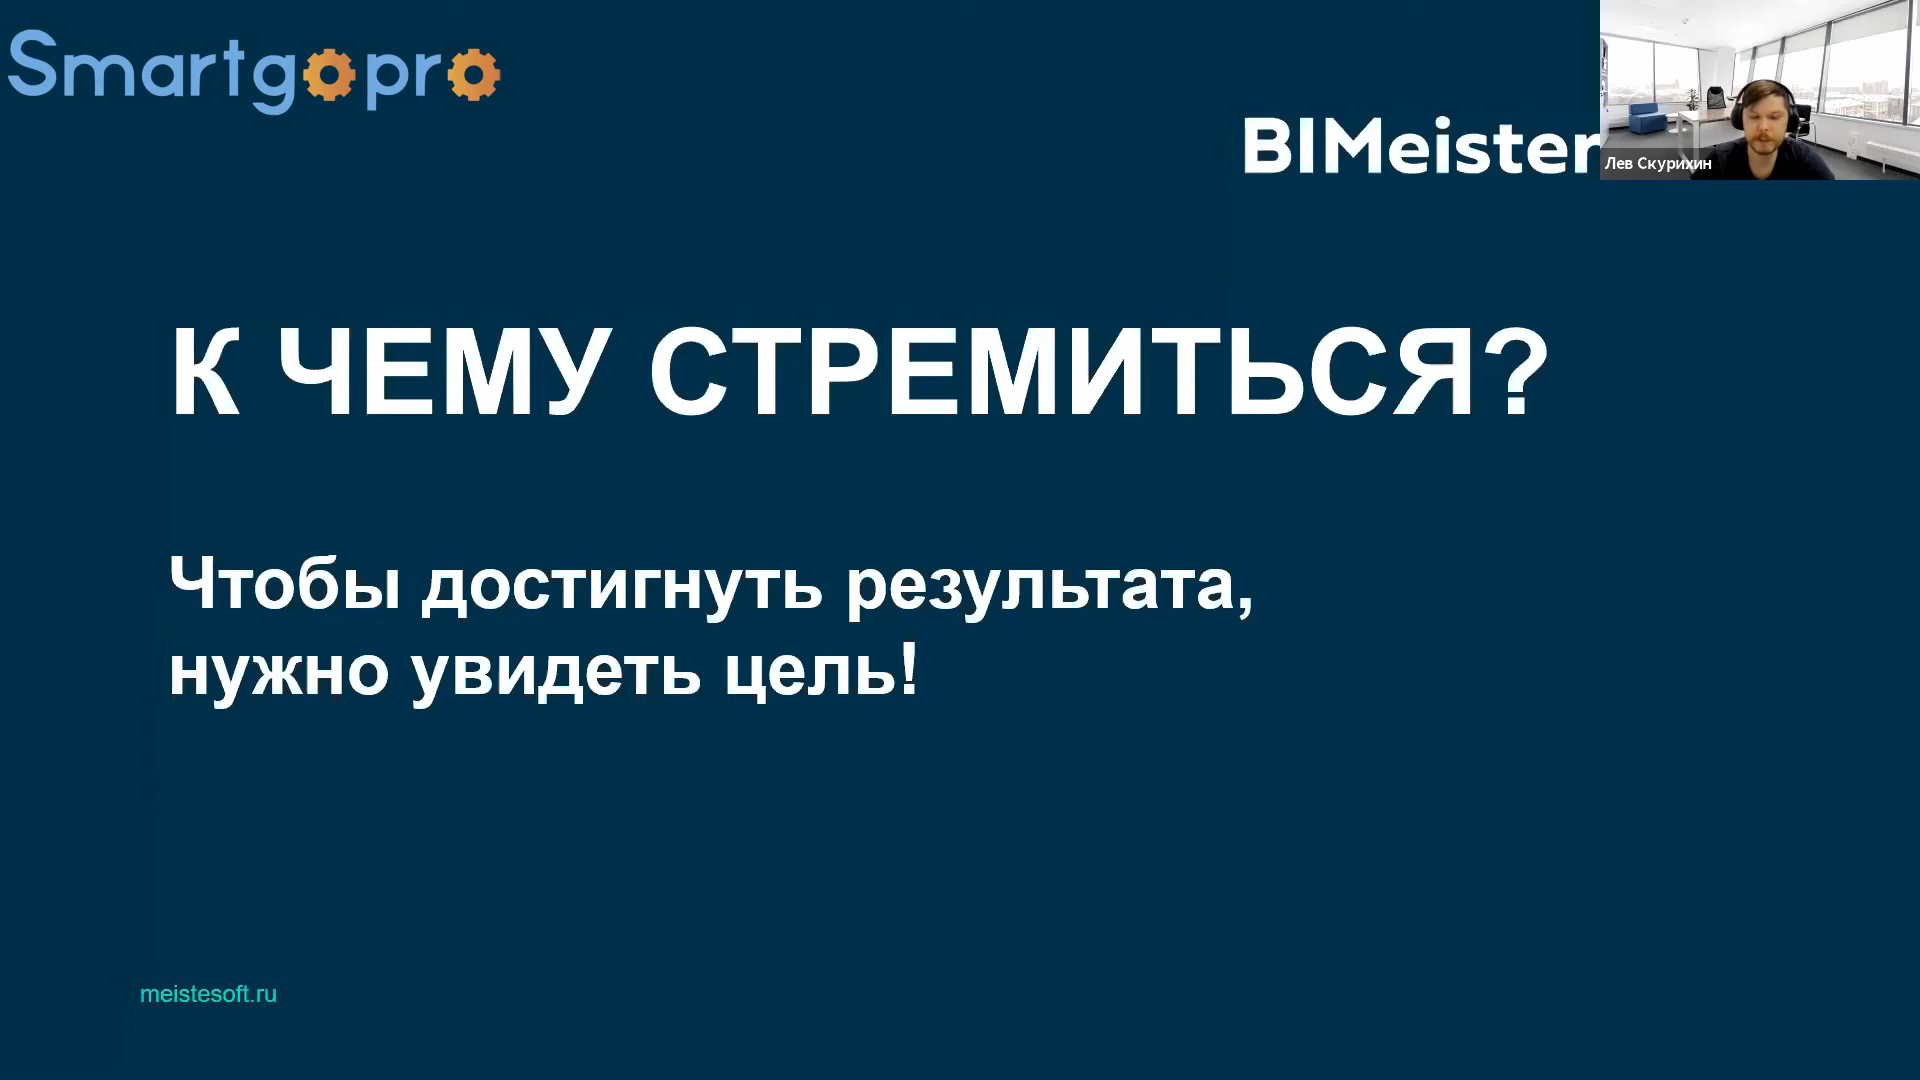 Smartgopro
BIMeister
Лев Скурихин
К ЧЕМУ СТРЕМИТЬСЯ?
Чтобы достигнуть результата,
нужно увидеть цель!
meistesoft.ru